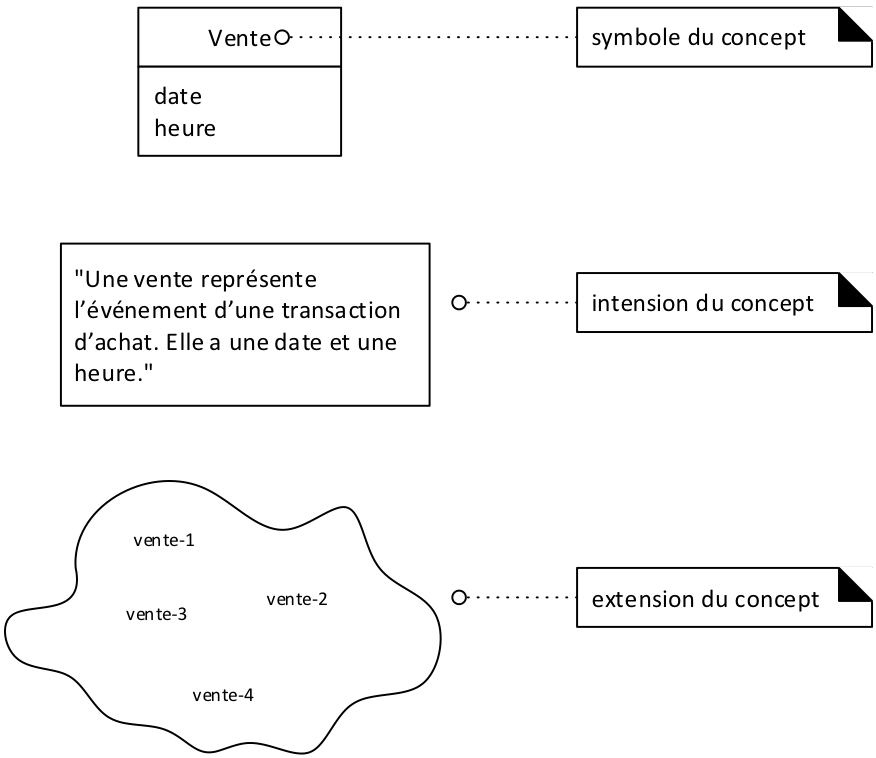 Vente
symbole du concept
date
heure
"Une vente représente
l’événement d’une transaction
d’achat. Elle a une date et une
heure."
intension du concept
vente-1
vente-2
vente-3
extension du concept
vente-4